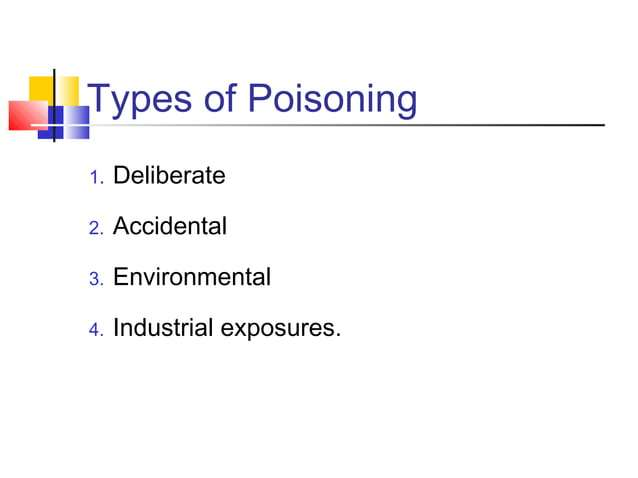 Types of Poisoning
1. Deliberate
2. Accidental
3. Environmental
4. Industrial exposures.